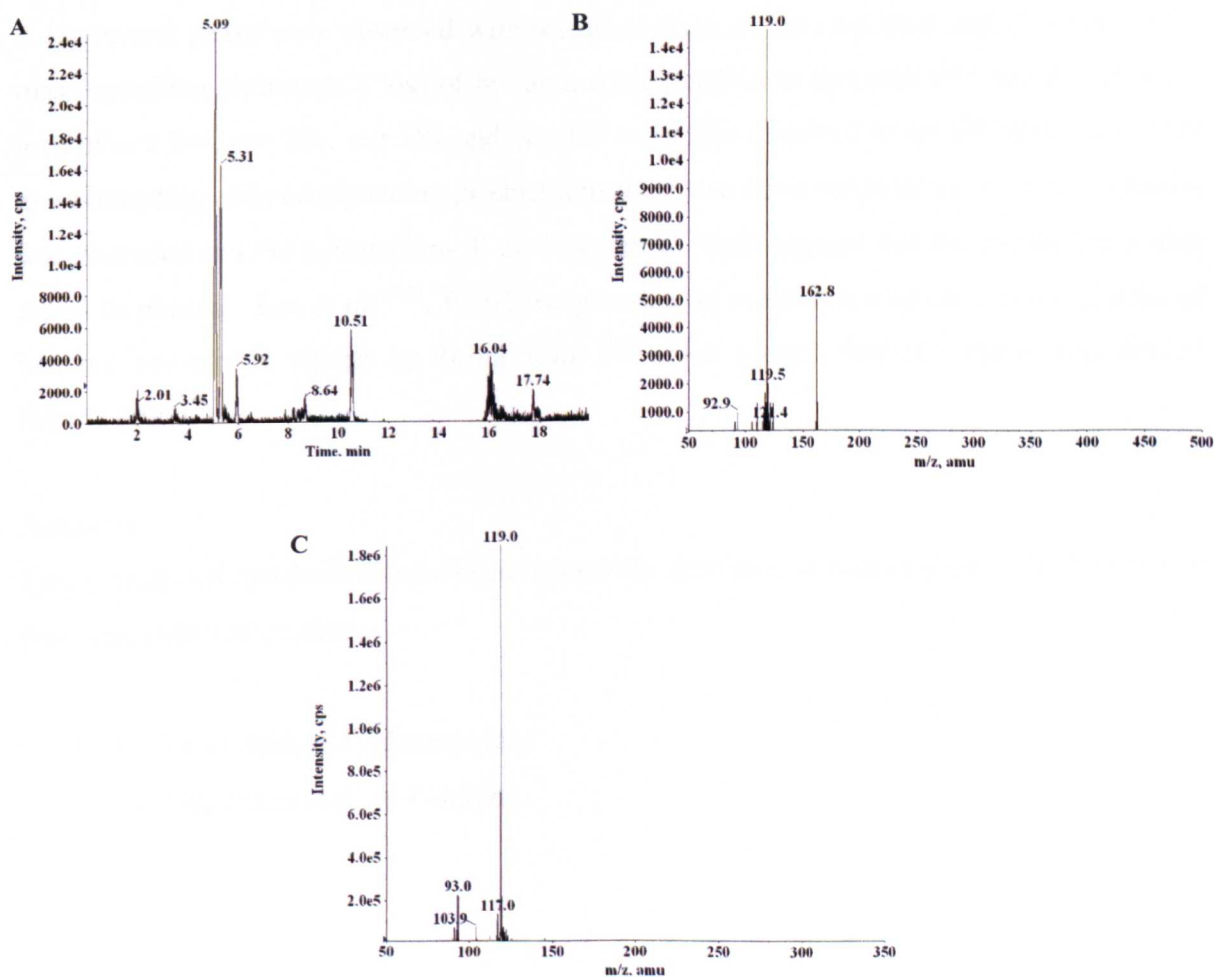 A
5.09
2.4e4
2.2e4
2.0e4
1.8e4
1.6e4
1.4e4
1.2e4
1.0e4
8000.0
6000.0
4000.0
2000.0
0.0
Intensity, cps
5.31
5.92
10.51
16.04
17.74
2.01
3.45
8.64
2 4 6 8 10 12 14 16 18
Time, min
B
119.0
1.4e4
1.3e4
1.2e4
1.1e4
1.0e4
9000.0
8000.0
7000.0
6000.0
5000.0
4000.0
3000.0
2000.0
1000.0
Intensity, cps
162.8
119.5
92.9
50 100 150 200 250 300 350 400 450 500
m/z, amu
C
119.0
1.8e6
1.6e6
1.4e6
1.2e6
1.0e6
8.0e5
6.0e5
4.0e5
2.0e5
Intensity, cps
93.0
103.9
117.0
50 100 150 200 250 300 350
m/z, amu